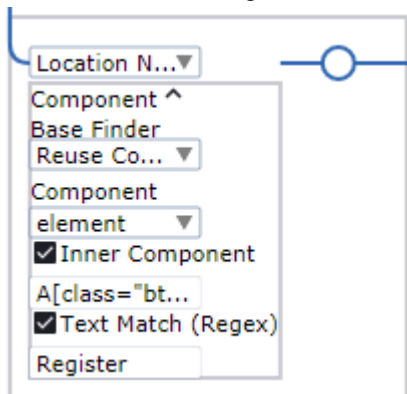 Location N...
Component ^
Base Finder
Reuse Co...
Component
element
Inner Component
A[class="bt...
Text Match (Regex)
Register